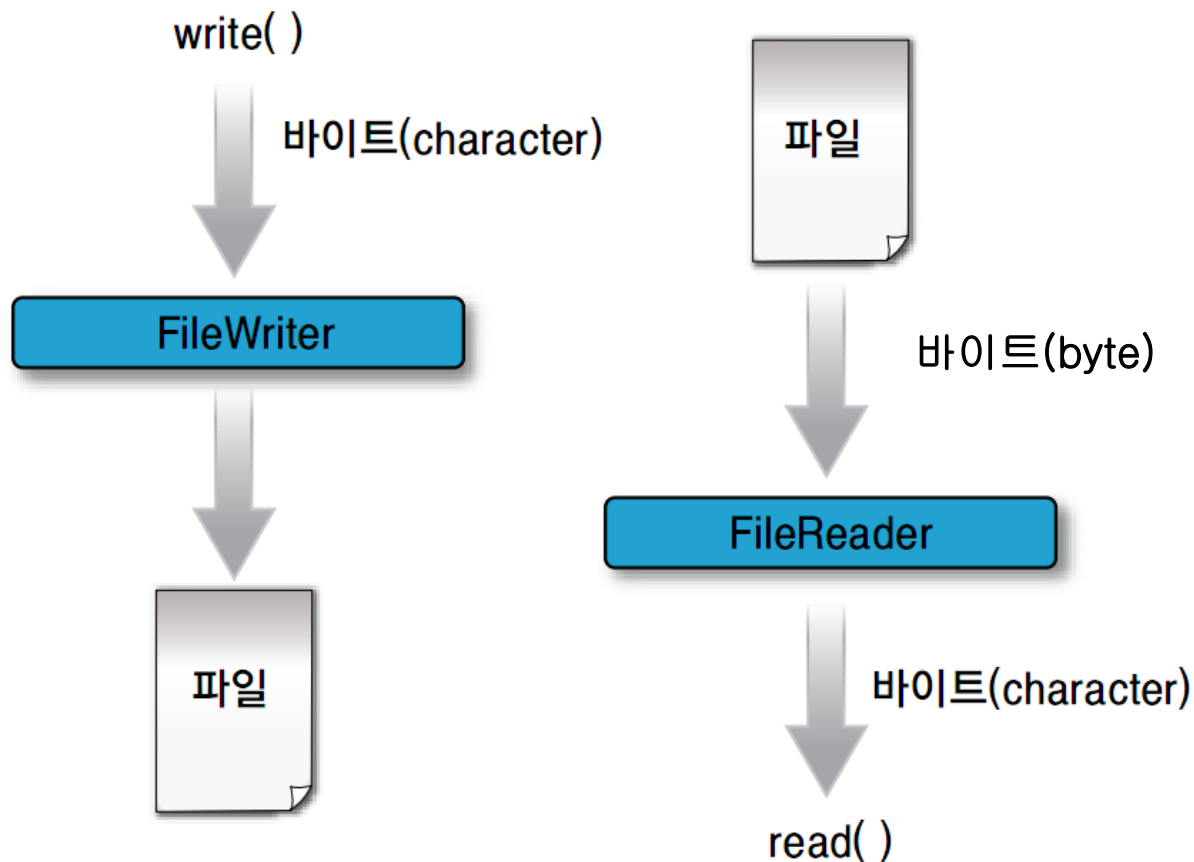 write( )
바이트(character)
FileWriter
파일
파일
바이트(byte)
FileReader
바이트(character)
read( )